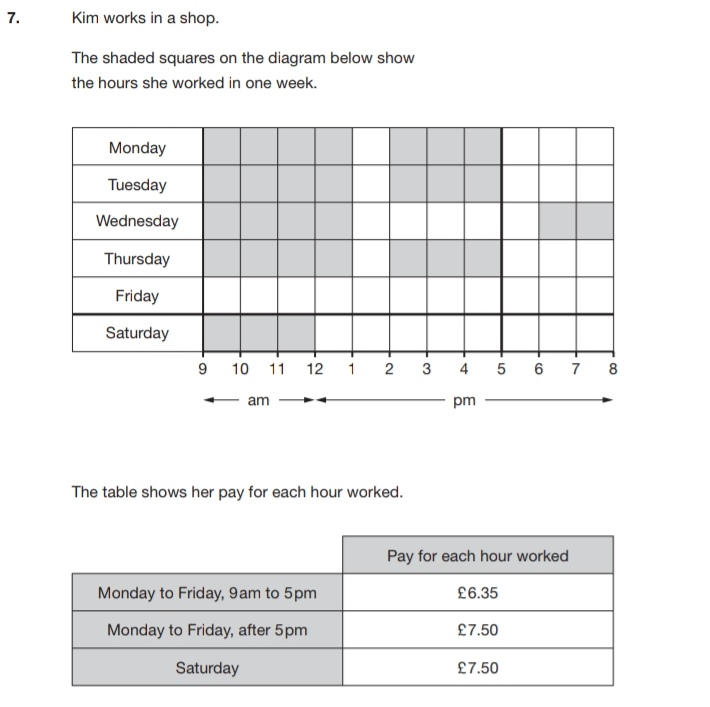 7. Kim works in a shop.
The shaded squares on the diagram below show
the hours she worked in one week.
Monday
Tuesday
Wednesday
Thursday
Friday
Saturday
9 10 11 12 1 2 3 4 5 6 7 8
am pm
The table shows her pay for each hour worked.
Pay for each hour worked
Monday to Friday, 9am to 5pm £6.35
Monday to Friday, after 5pm £7.50
Saturday £7.50